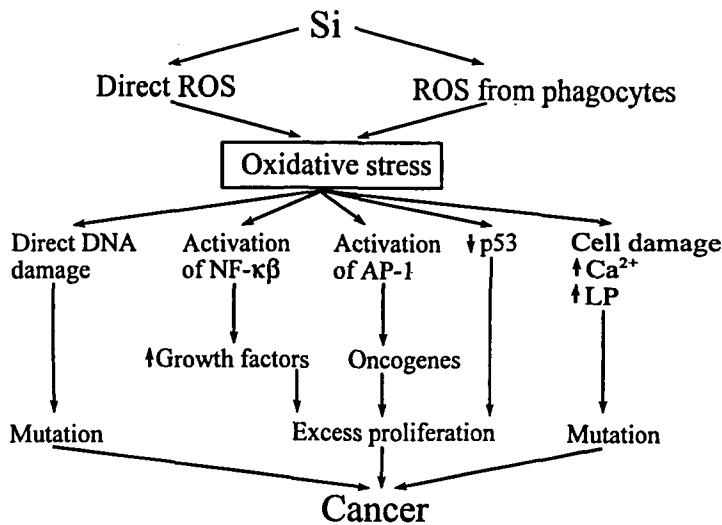 Si
Direct ROS
ROS from phagocytes
Oxidative stress
Direct DNA
damage
Activation
of NF-κβ
Activation
of AP-1
p53
Cell damage
Ca²⁺
LP
Growth factors
Oncogenes
Mutation
Excess proliferation
Mutation
Cancer